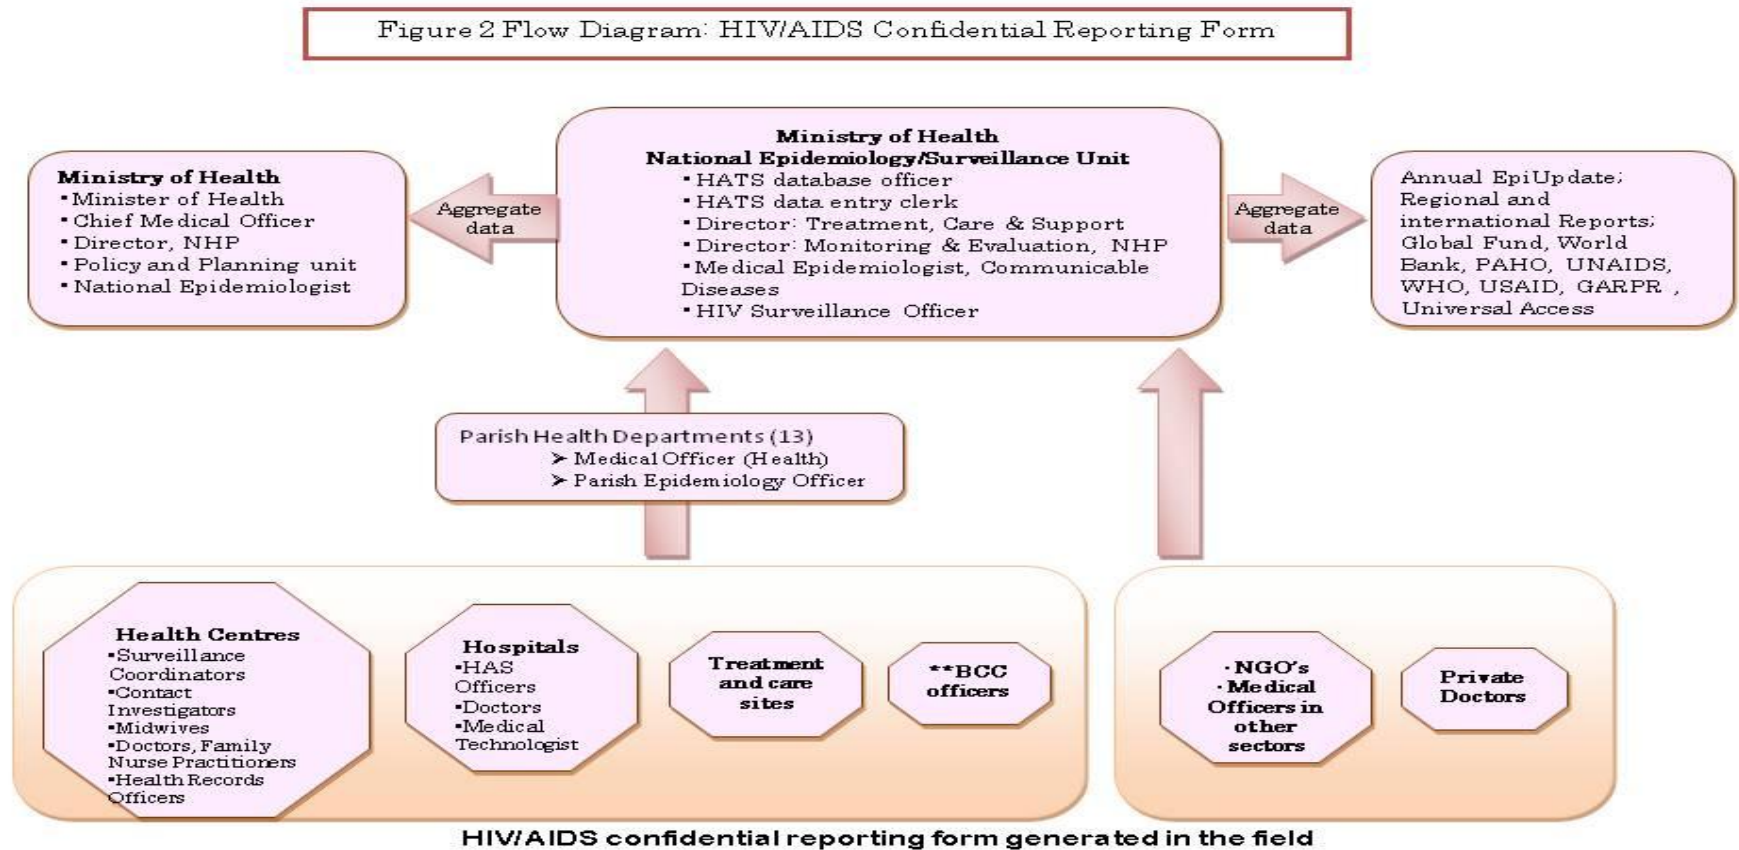 Figure 2 Flow Diagram: HIV/AIDS Confidential Reporting Form
Ministry of Health
▪Minister of Health
▪Chief Medical Officer
▪Director, NHP
▪Policy and Planning unit
▪National Epidemiologist
Aggregate
data
Ministry of Health
National Epidemiology/Surveillance Unit
▪HATS database officer
▪HATS data entry clerk
▪Director: Treatment, Care & Support
▪Director: Monitoring & Evaluation, NHP
▪Medical Epidemiologist, Communicable
Diseases
▪HIV Surveillance Officer
Aggregate
data
Annual EpiUpdate;
Regional and
international Reports;
Global Fund, World
Bank, PAHO, UNAIDS,
WHO, USAID, GARPR ,
Universal Access
Parish Health Departments (13)
➢ Medical Officer (Health)
➢ Parish Epidemiology Officer
Health Centres
▪Surveillance
Coordinators
▪Contact
Investigators
▪Midwives
▪Doctors, Family
Nurse Practitioners
▪Health Records
Officers
Hospitals
▪HAS
Officers
▪Doctors
▪Medical
Technologist
Treatment
and care
sites
**BCC
officers
· NGO's
· Medical
Officers in
other
sectors
Private
Doctors
HIV/AIDS confidential reporting form generated in the field